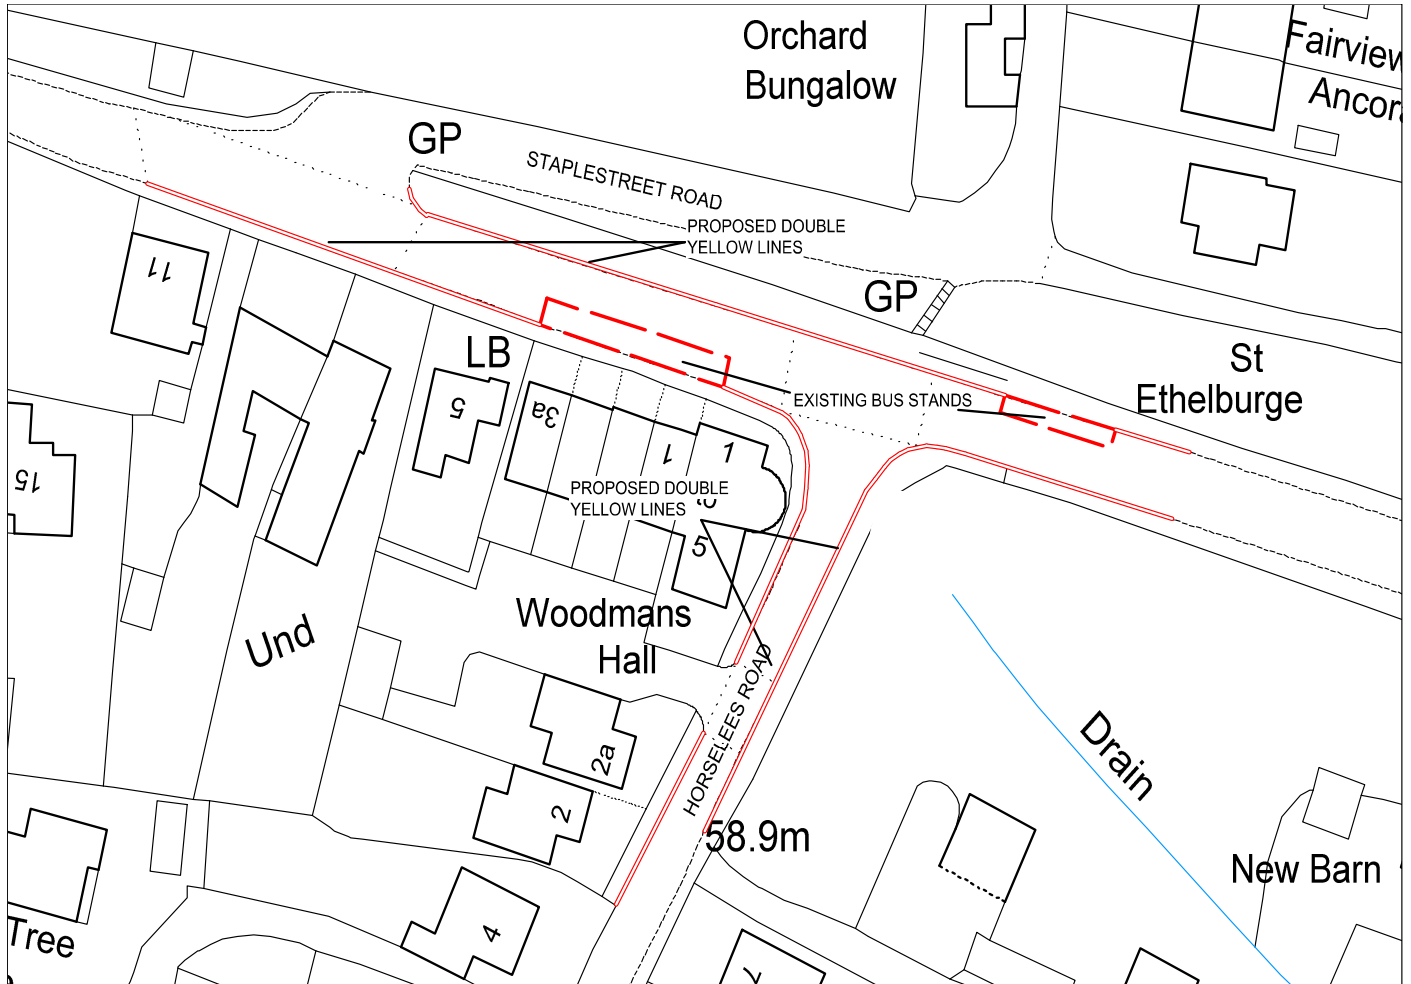 Orchard
Bungalow
Fairview
GP
STAPLESTREET ROAD
PROPOSED DOUBLE
YELLOW LINES
11
GP
LB
St
Ethelburge
EXISTING BUS STANDS
5
3a
1
1
15
PROPOSED DOUBLE
YELLOW LINES
5
Woodmans
Hall
Und
HORSELEES ROAD
2a
2
Drain
58.9m
New Barn
4
Tree
7